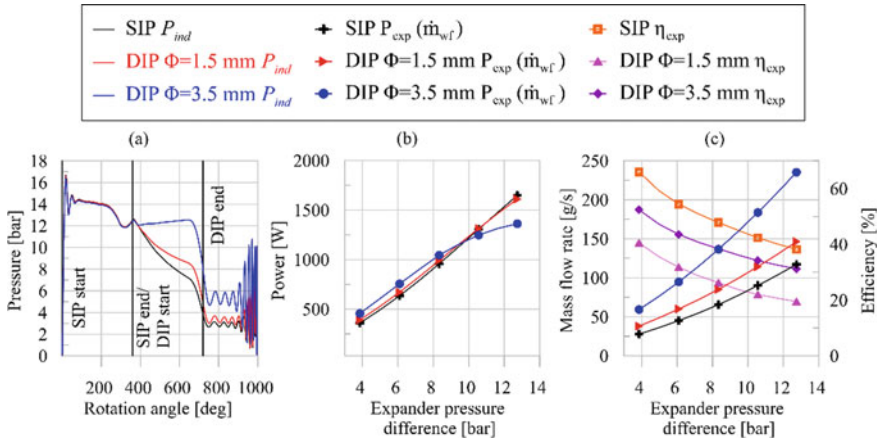 SIP P_ind
SIP P_exp (ṁ_wf)
SIP η_exp
DIP Φ=1.5 mm P_ind
DIP Φ=1.5 mm P_exp (ṁ_wf)
DIP Φ=1.5 mm η_exp
DIP Φ=3.5 mm P_ind
DIP Φ=3.5 mm P_exp (ṁ_wf)
DIP Φ=3.5 mm η_exp
(a)
Pressure [bar]
18
16
14
12
10
8
6
4
2
0
SIP start
SIP end/
DIP start
DIP end
200 400 600 800 1000
Rotation angle [deg]
(b)
Power [W]
2000
1500
1000
500
4 6 8 10 12 14
Expander pressure
difference [bar]
(c)
Mass flow rate [g/s]
250
200
150
100
50
0
4 6 8 10 12 14
Expander pressure
difference [bar]
60
40
20
0
Efficiency [%]